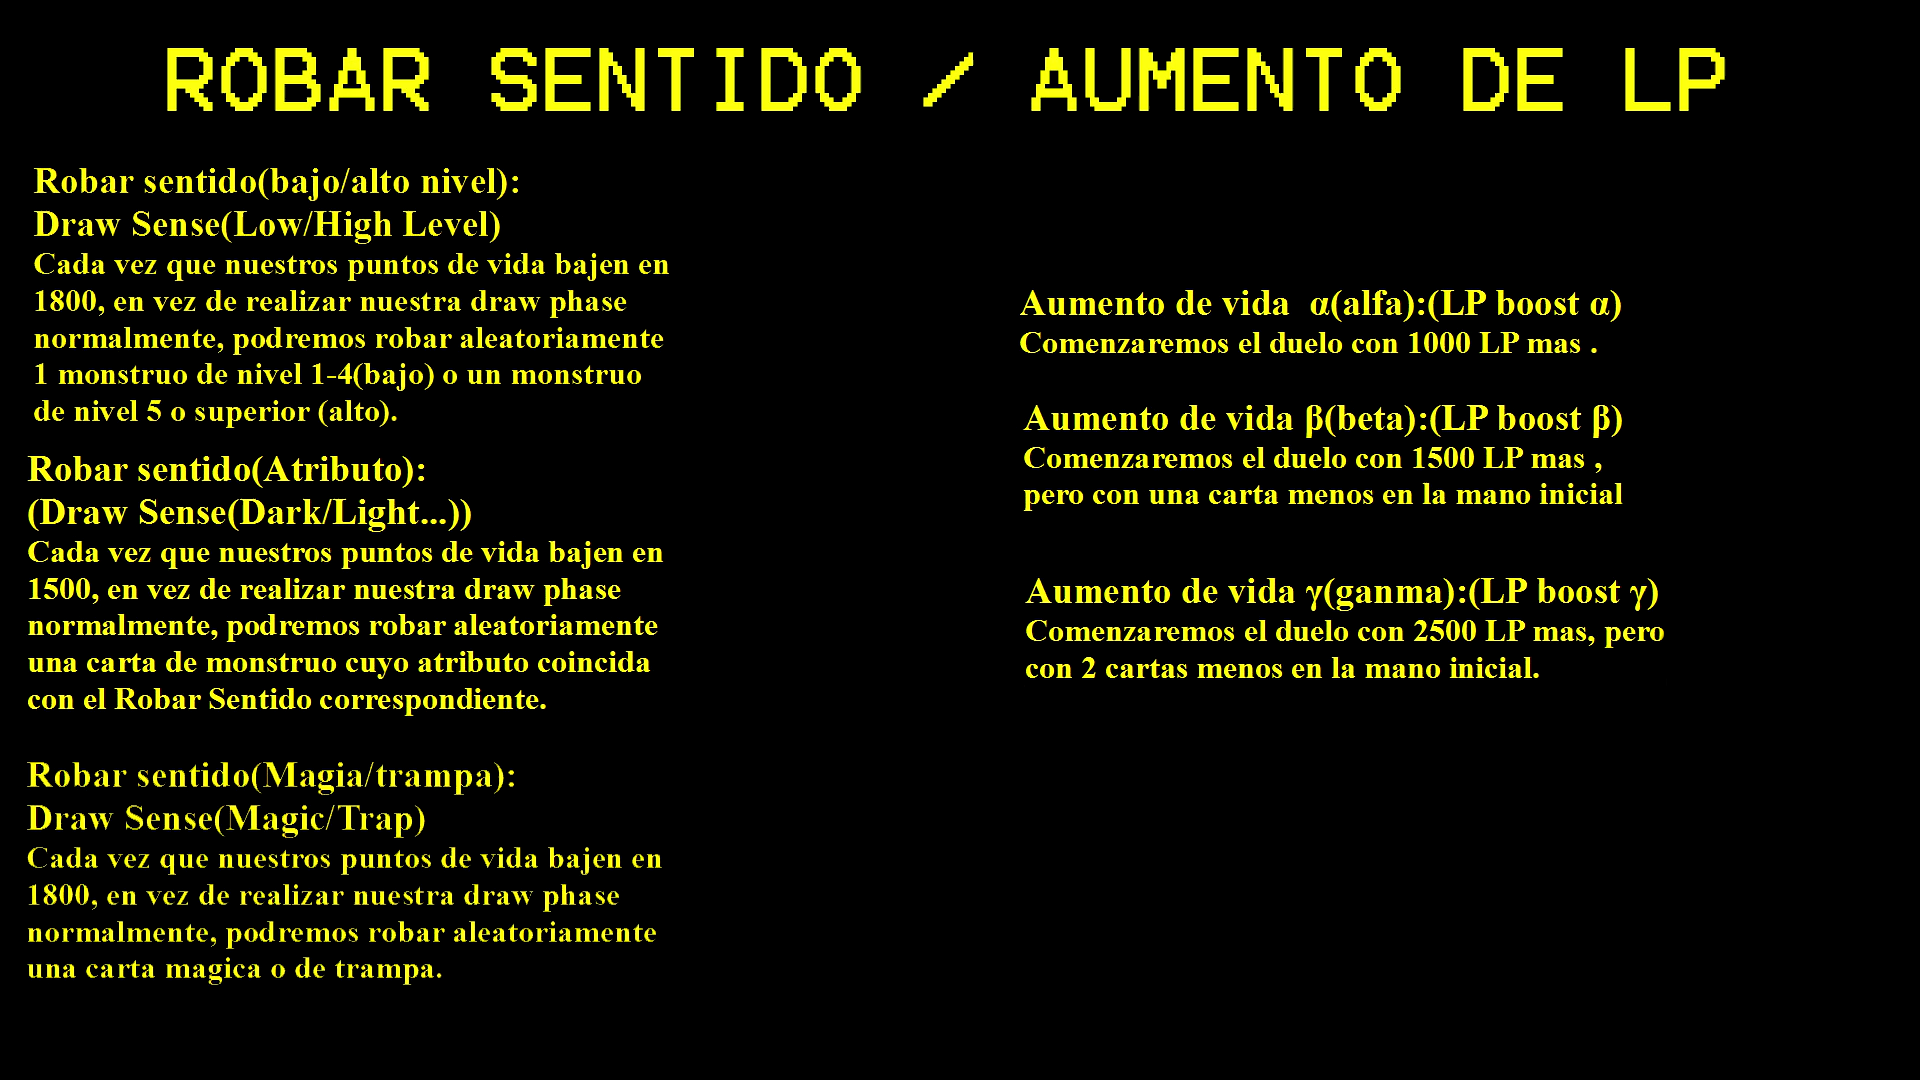 ROBAR SENTIDO / AUMENTO DE LP
Robar sentido(bajo/alto nivel):
Draw Sense(Low/High Level)
Cada vez que nuestros puntos de vida bajen en
1800, en vez de realizar nuestra draw phase
normalmente, podremos robar aleatoriamente
1 monstruo de nivel 1-4(bajo) o un monstruo
de nivel 5 o superior (alto).
Robar sentido(Atributo):
(Draw Sense(Dark/Light...))
Cada vez que nuestros puntos de vida bajen en
1500, en vez de realizar nuestra draw phase
normalmente, podremos robar aleatoriamente
una carta de monstruo cuyo atributo coincida
con el Robar Sentido correspondiente.
Robar sentido(Magia/trampa):
Draw Sense(Magic/Trap)
Cada vez que nuestros puntos de vida bajen en
1800, en vez de realizar nuestra draw phase
normalmente, podremos robar aleatoriamente
una carta magica o de trampa.
Aumento de vida  α(alfa):(LP boost α)
Comenzaremos el duelo con 1000 LP mas .
Aumento de vida β(beta):(LP boost β)
Comenzaremos el duelo con 1500 LP mas ,
pero con una carta menos en la mano inicial
Aumento de vida γ(ganma):(LP boost γ)
Comenzaremos el duelo con 2500 LP mas, pero
con 2 cartas menos en la mano inicial.